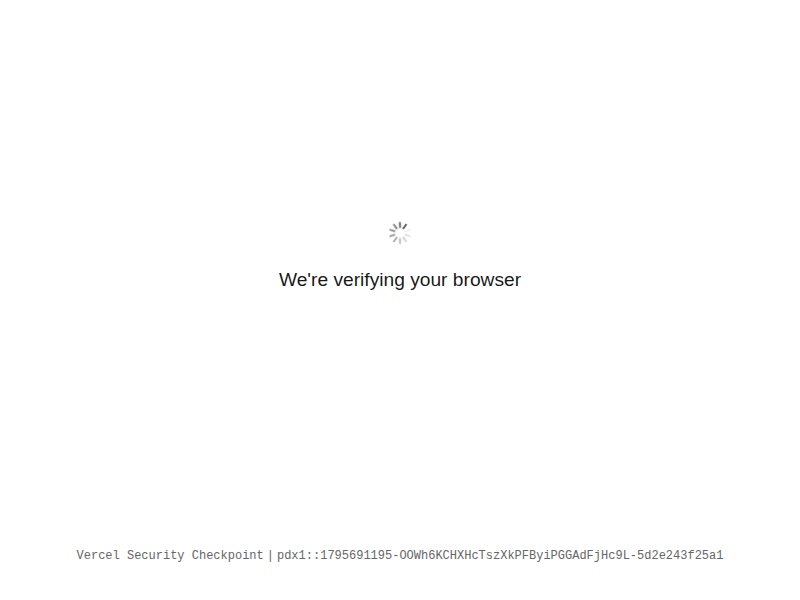 We're verifying your browser
Vercel Security Checkpoint | pdx1::1795691195-OOWh6KCHXHcTszXkPFByiPGGAdFjHc9L-5d2e243f25a1